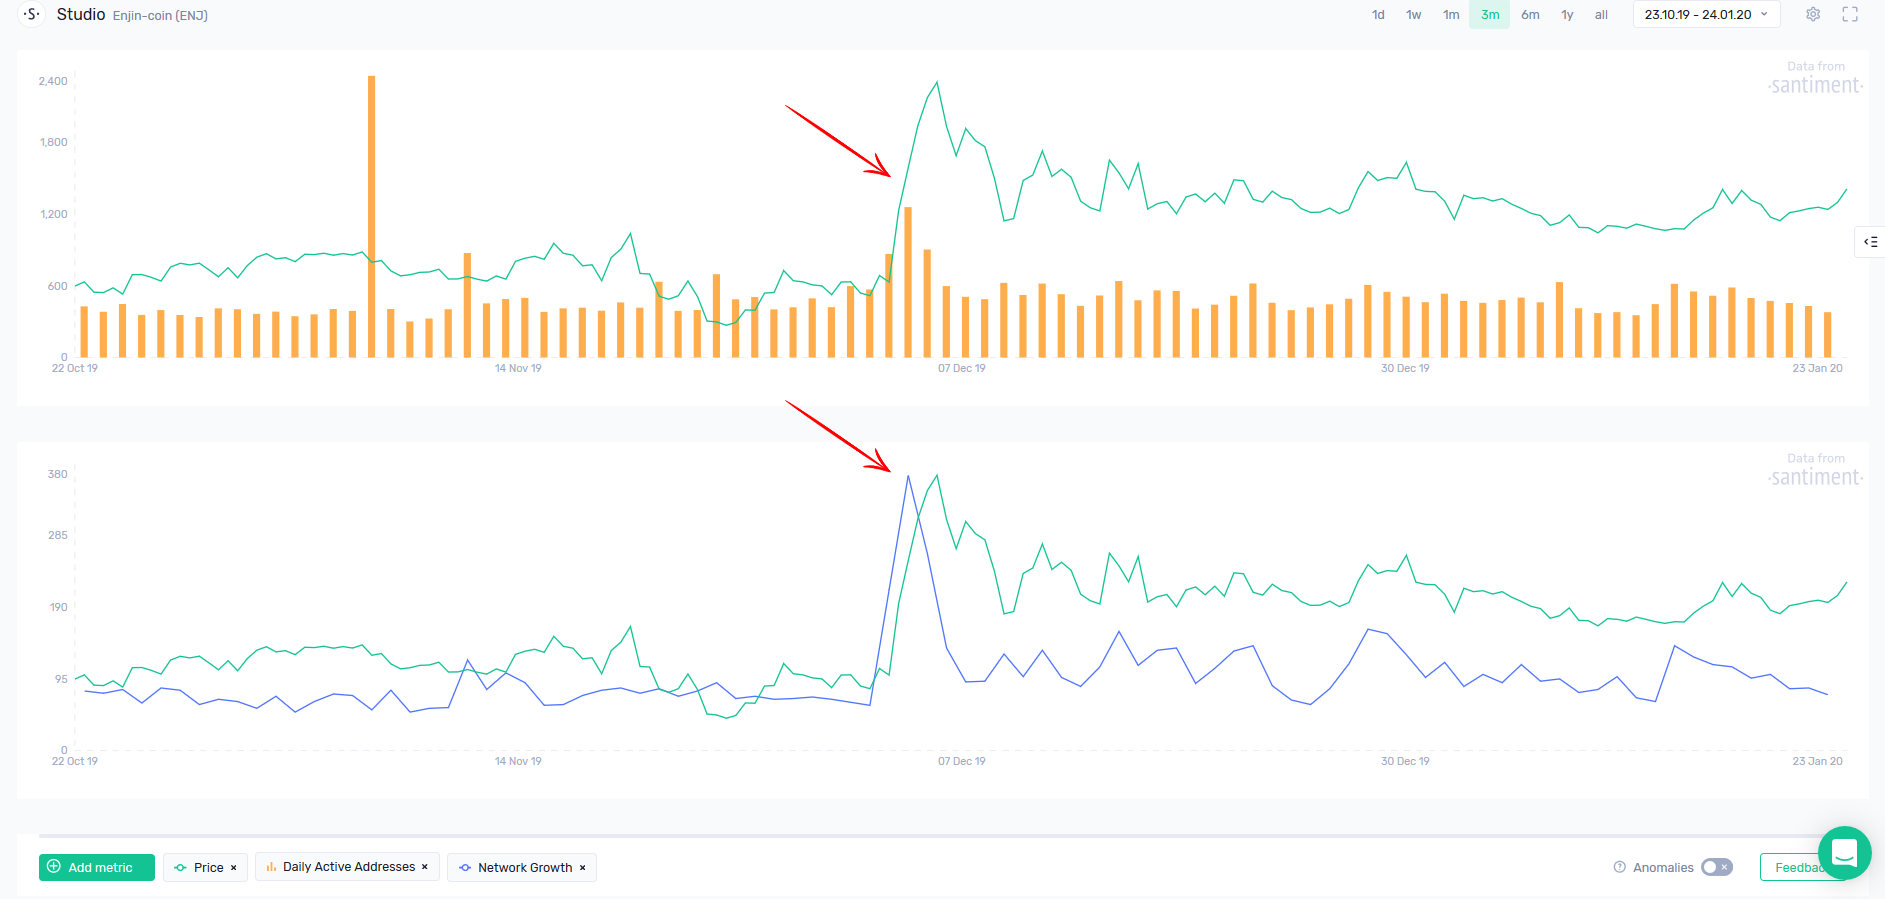 ·S· Studio Enjin-coin (ENJ) 1d 1w 1m 3m 6m 1y all 23.10.19 - 24.01.20
Data from
·santiment·
2,400
1,800
1,200
600
0
22 Oct 19 14 Nov 19 07 Dec 19 30 Dec 19 23 Jan 20
Data from
·santiment·
380
285
190
95
0
22 Oct 19 14 Nov 19 07 Dec 19 30 Dec 19 23 Jan 20
Add metric Price × Daily Active Addresses × Network Growth × Anomalies Feedbac